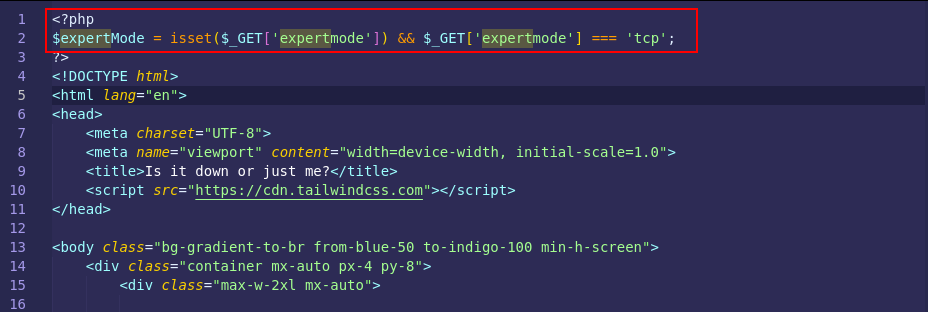 1 <?php
2 $expertMode = isset($_GET['expertmode']) && $_GET['expertmode'] === 'tcp';
3 ?>
4 <!DOCTYPE html>
5 <html lang="en">
6 <head>
7     <meta charset="UTF-8">
8     <meta name="viewport" content="width=device-width, initial-scale=1.0">
9     <title>Is it down or just me?</title>
10     <script src="https://cdn.tailwindcss.com"></script>
11 </head>
12
13 <body class="bg-gradient-to-br from-blue-50 to-indigo-100 min-h-screen">
14     <div class="container mx-auto px-4 py-8">
15         <div class="max-w-2xl mx-auto">
16